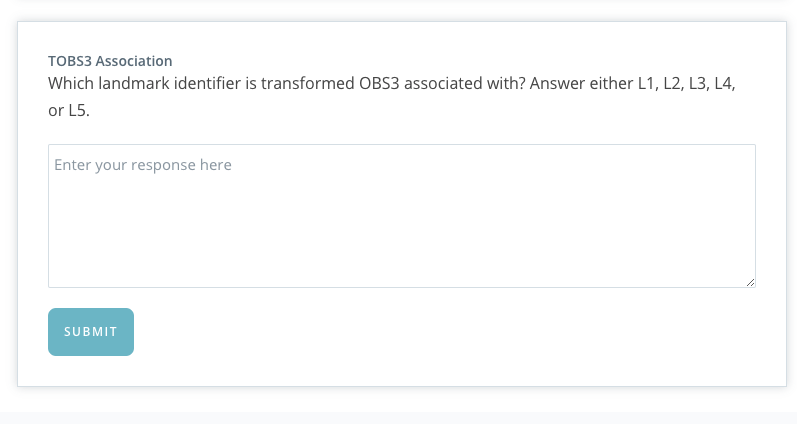 TOBS3 Association
Which landmark identifier is transformed OBS3 associated with? Answer either L1, L2, L3, L4,
or L5.
Enter your response here
SUBMIT